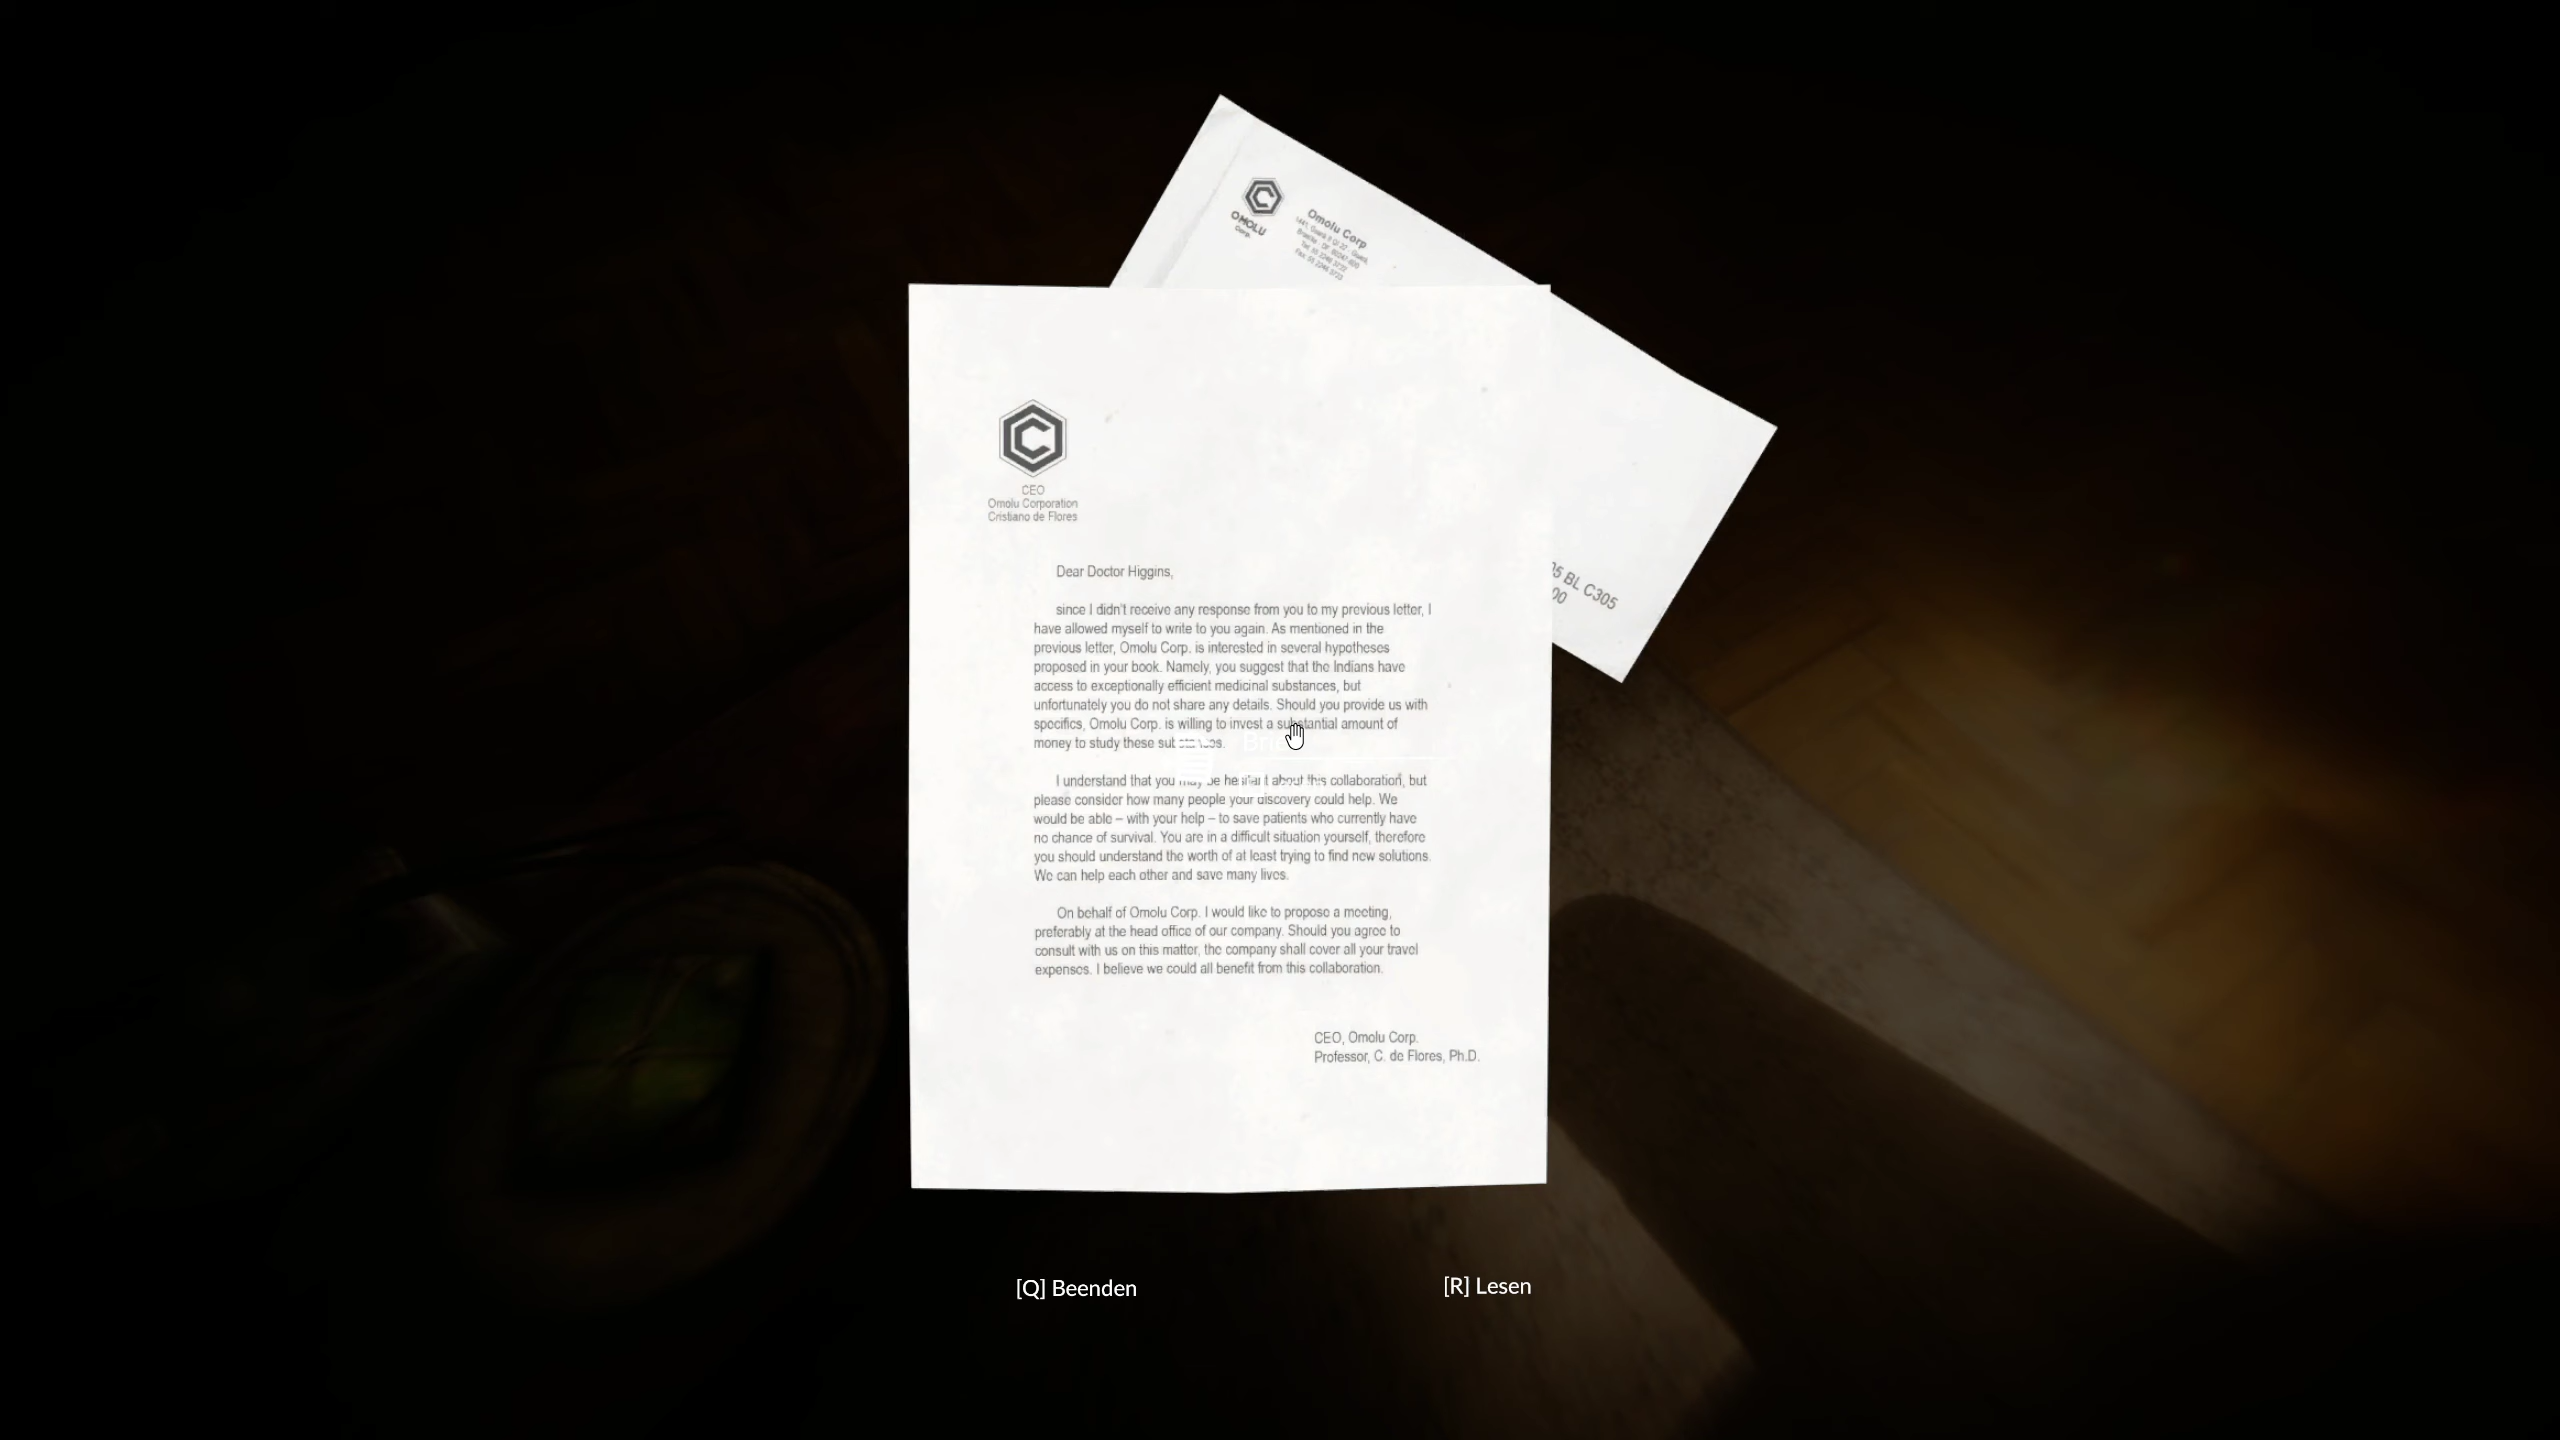 OMOLU
Corp.
Omolu Corp
CEO
Omolu Corporation
Cristiano de Flores
Dear Doctor Higgins,
since I didn't receive any response from you to my previous letter, I
have allowed myself to write to you again. As mentioned in the
previous letter, Omolu Corp. is interested in several hypotheses
proposed in your book. Namely, you suggest that the Indians have
access to exceptionally efficient medicinal substances, but
unfortunately you do not share any details. Should you provide us with
specifics, Omolu Corp. is willing to invest a substantial amount of
money to study these substances.
I understand that you may be hesitant about this collaboration, but
please consider how many people your discovery could help. We
would be able – with your help – to save patients who currently have
no chance of survival. You are in a difficult situation yourself, therefore
you should understand the worth of at least trying to find new solutions.
We can help each other and save many lives.
On behalf of Omolu Corp. I would like to propose a meeting,
preferably at the head office of our company. Should you agree to
consult with us on this matter, the company shall cover all your travel
expenses. I believe we could all benefit from this collaboration.
CEO, Omolu Corp.
Professor, C. de Flores, Ph.D.
BL C305
00
[Q] Beenden
[R] Lesen